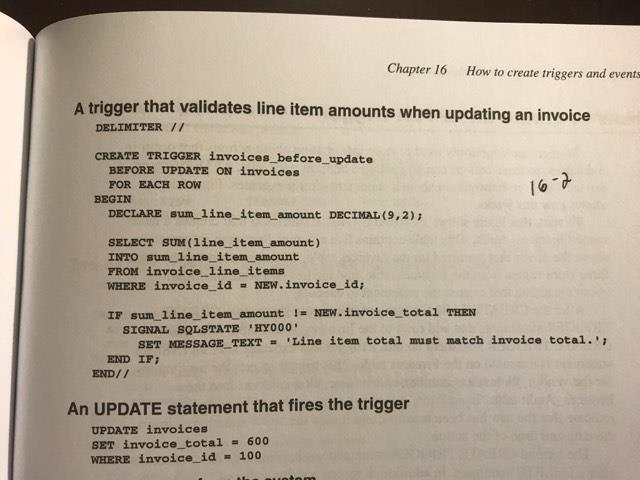 Chapter 16 How to create triggers and events
A trigger that validates line item amounts when updating an invoice
DELIMITER //
CREATE TRIGGER invoices_before_update
BEFORE UPDATE ON invoices
FOR EACH ROW
16-2
BEGIN
DECLARE sum_line_item_amount DECIMAL(9,2);
SELECT SUM(line_item_amount)
INTO sum_line_item_amount
FROM invoice_line_items
WHERE invoice_id = NEW.invoice_id;
IF sum_line_item_amount != NEW.invoice_total THEN
SIGNAL SQLSTATE 'HY000'
SET MESSAGE_TEXT = 'Line item total must match invoice total.';
END IF;
END//
An UPDATE statement that fires the trigger
UPDATE invoices
SET invoice_total = 600
WHERE invoice_id = 100